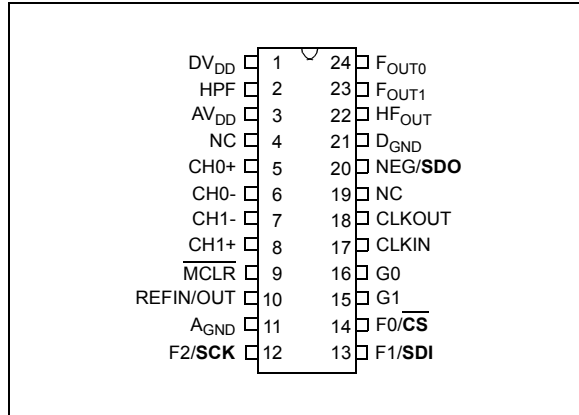 DVDD 1 24 FOUT0
HPF 2 23 FOUT1
AVDD 3 22 HFOUT
NC 4 21 DGND
CH0+ 5 20 NEG/SDO
CH0- 6 19 NC
CH1- 7 18 CLKOUT
CH1+ 8 17 CLKIN
MCLR 9 16 G0
REFIN/OUT 10 15 G1
AGND 11 14 F0/CS
F2/SCK 12 13 F1/SDI